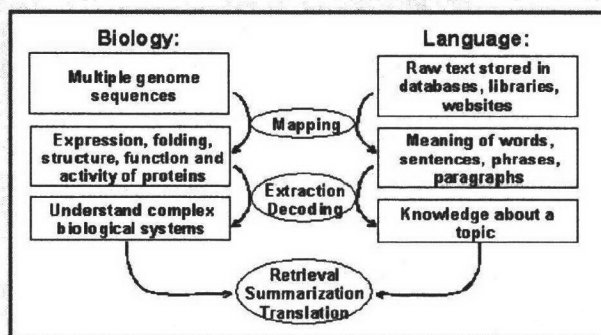 Biology:
Language:
Multiple genome
sequences
Raw text stored in
databases, libraries,
websites
Mapping
Expression, folding,
structure, function and
activity of proteins
Meaning of words,
sentences, phrases,
paragraphs
Extraction
Decoding
Understand complex
biological systems
Knowledge about a
topic
Retrieval
Summarization
Translation